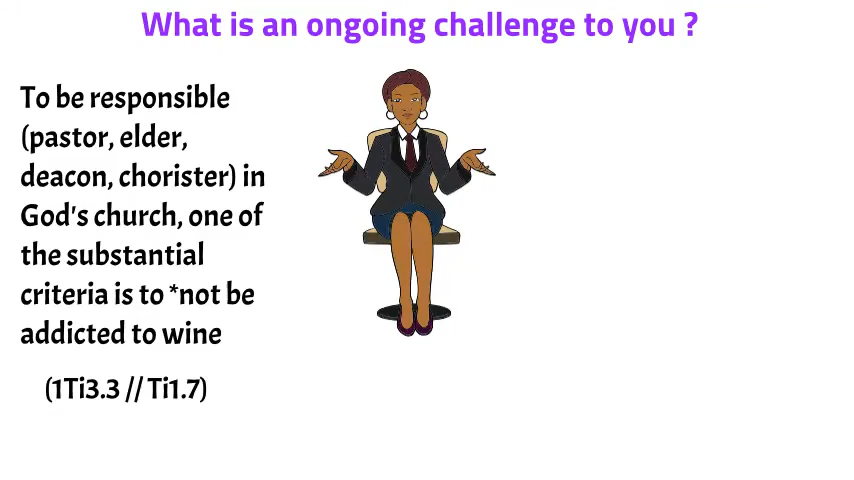 What is an ongoing challenge to you ?
To be responsible
(pastor, elder,
deacon, chorister) in
God's church, one of
the substantial
criteria is to *not be
addicted to wine
(1Ti3.3 // Ti1.7)